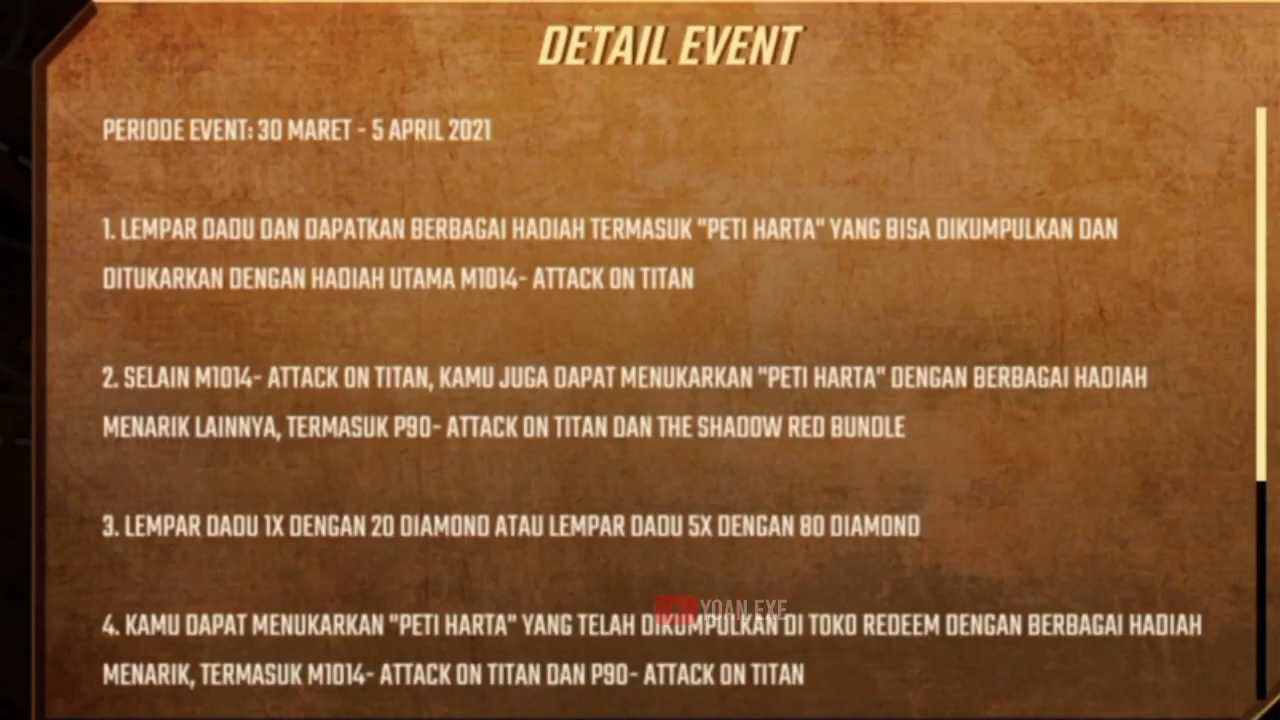 DETAIL EVENT
PERIODE EVENT: 30 MARET - 5 APRIL 2021
1. LEMPAR DADU DAN DAPATKAN BERBAGAI HADIAH TERMASUK "PETI HARTA" YANG BISA DIKUMPULKAN DAN
DITUKARKAN DENGAN HADIAH UTAMA M1014- ATTACK ON TITAN
2. SELAIN M1014- ATTACK ON TITAN, KAMU JUGA DAPAT MENUKARKAN "PETI HARTA" DENGAN BERBAGAI HADIAH
MENARIK LAINNYA, TERMASUK P90- ATTACK ON TITAN DAN THE SHADOW RED BUNDLE
3. LEMPAR DADU 1X DENGAN 20 DIAMOND ATAU LEMPAR DADU 5X DENGAN 80 DIAMOND
YOAN.EXE
4. KAMU DAPAT MENUKARKAN "PETI HARTA" YANG TELAH DIKUMPULKAN DI TOKO REDEEM DENGAN BERBAGAI HADIAH
MENARIK, TERMASUK M1014- ATTACK ON TITAN DAN P90- ATTACK ON TITAN